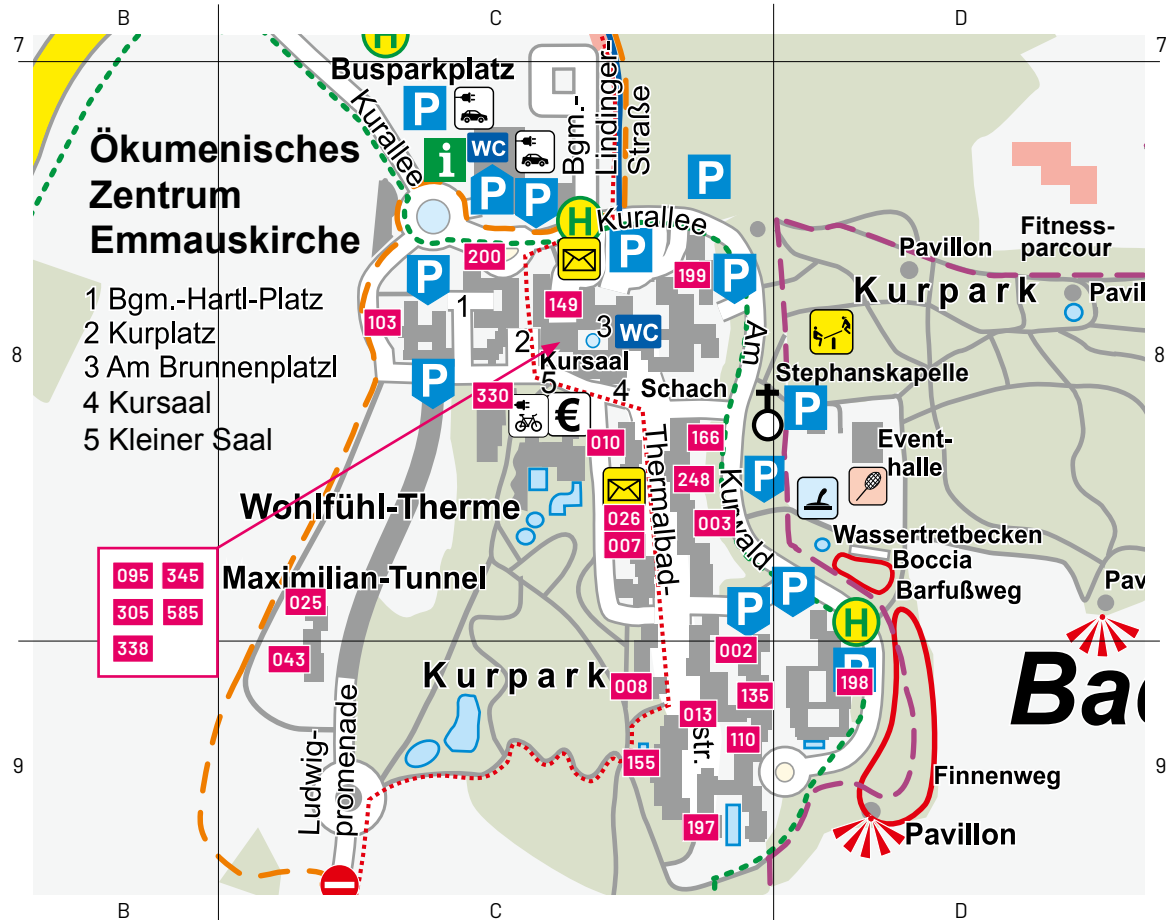 B
C
D
7
7
H
Busparkplatz
P
Kurallee
Bgm.-
Lindinger-
Straße
Ökumenisches
Zentrum
Emmauskirche
i
WC
P
P
P
H
Kurallee
P
200
199
P
P
Pavillon
Fitness-
parcour
Kurpark
Pavil
1 Bgm.-Hartl-Platz
2 Kurplatz
3 Am Brunnenplatzl
4 Kursaal
5 Kleiner Saal
8
8
103
1
149
2
3
WC
Am
Kursaal
5
4
Schach
Stephanskapelle
P
330
€
P
010
166
Event-
halle
Thermalbad-
248
P
Kurwald
Wohlfühl-Therme
026
003
007
Wassertretbecken
Boccia
Barfußweg
095
345
305
585
338
Maximilian-Tunnel
025
P
P
H
Pav
043
002
Kurpark
008
135
P
198
Bad
013
str.
110
Ludwig-
promenade
155
9
9
Finnenweg
197
Pavillon
B
C
D